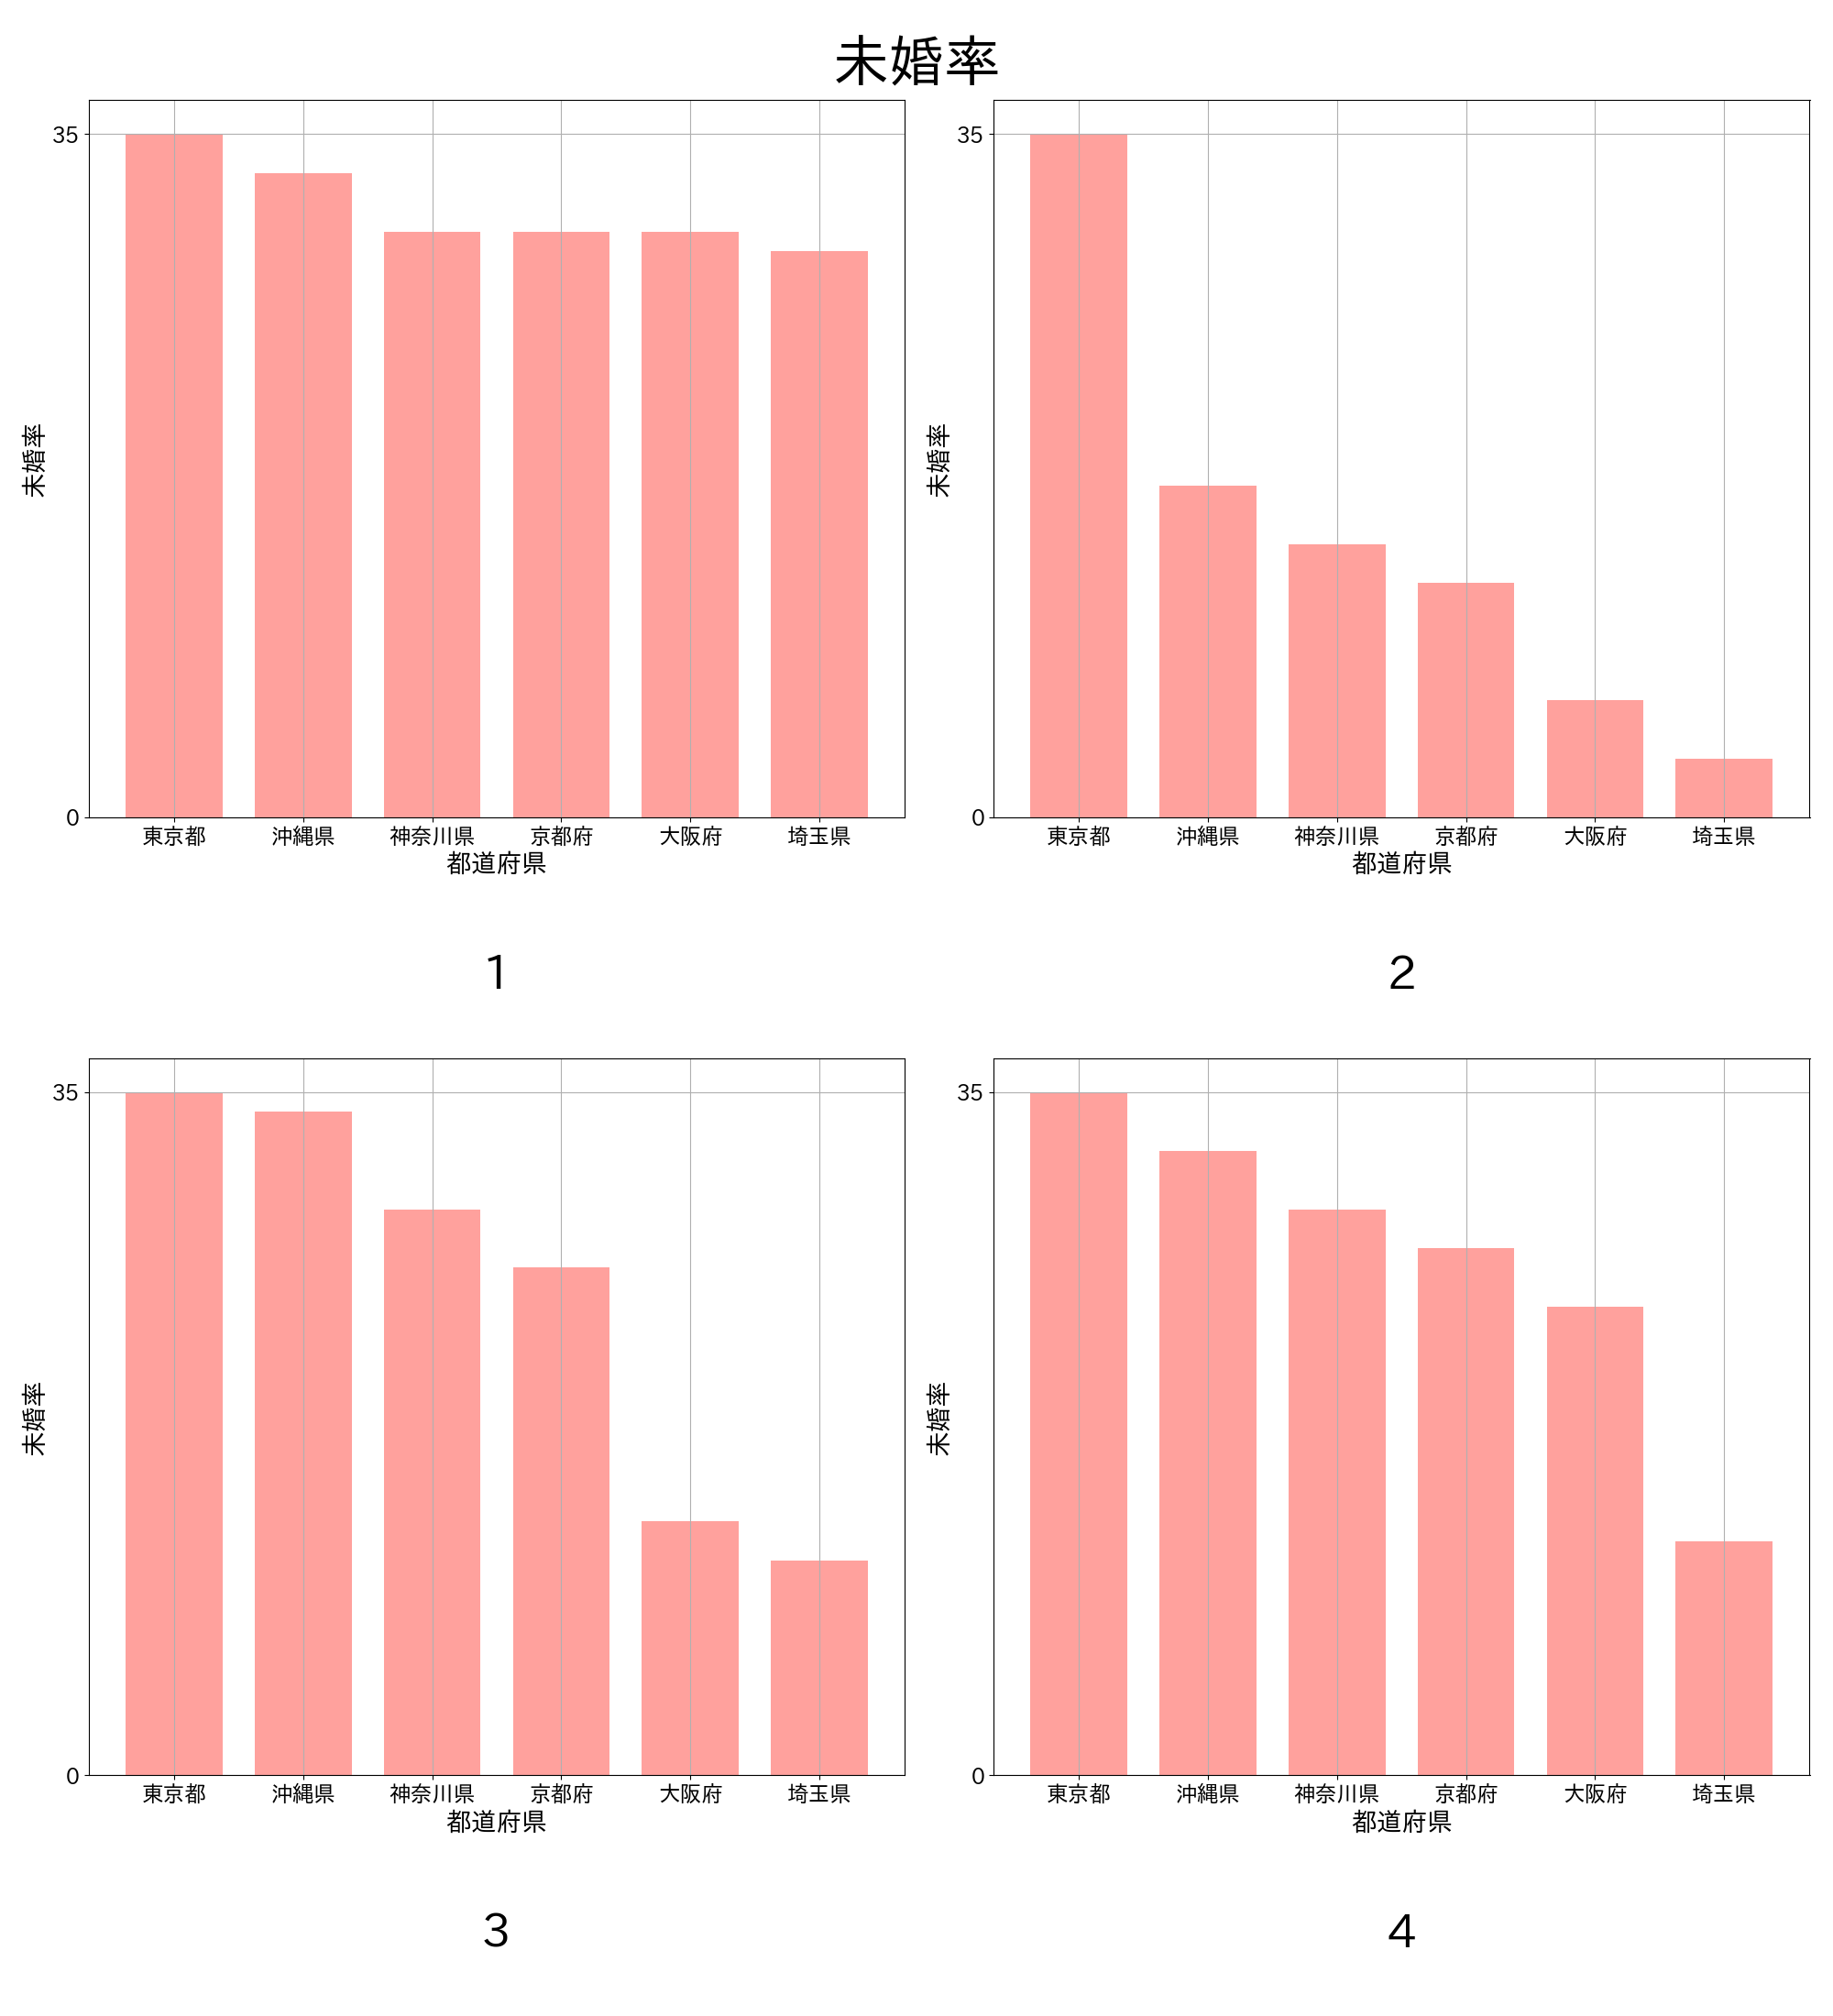 未婚率
35
0
未婚率
東京都 沖縄県 神奈川県 京都府 大阪府 埼玉県
都道府県
1
35
0
未婚率
東京都 沖縄県 神奈川県 京都府 大阪府 埼玉県
都道府県
2
35
0
未婚率
東京都 沖縄県 神奈川県 京都府 大阪府 埼玉県
都道府県
3
35
0
未婚率
東京都 沖縄県 神奈川県 京都府 大阪府 埼玉県
都道府県
4